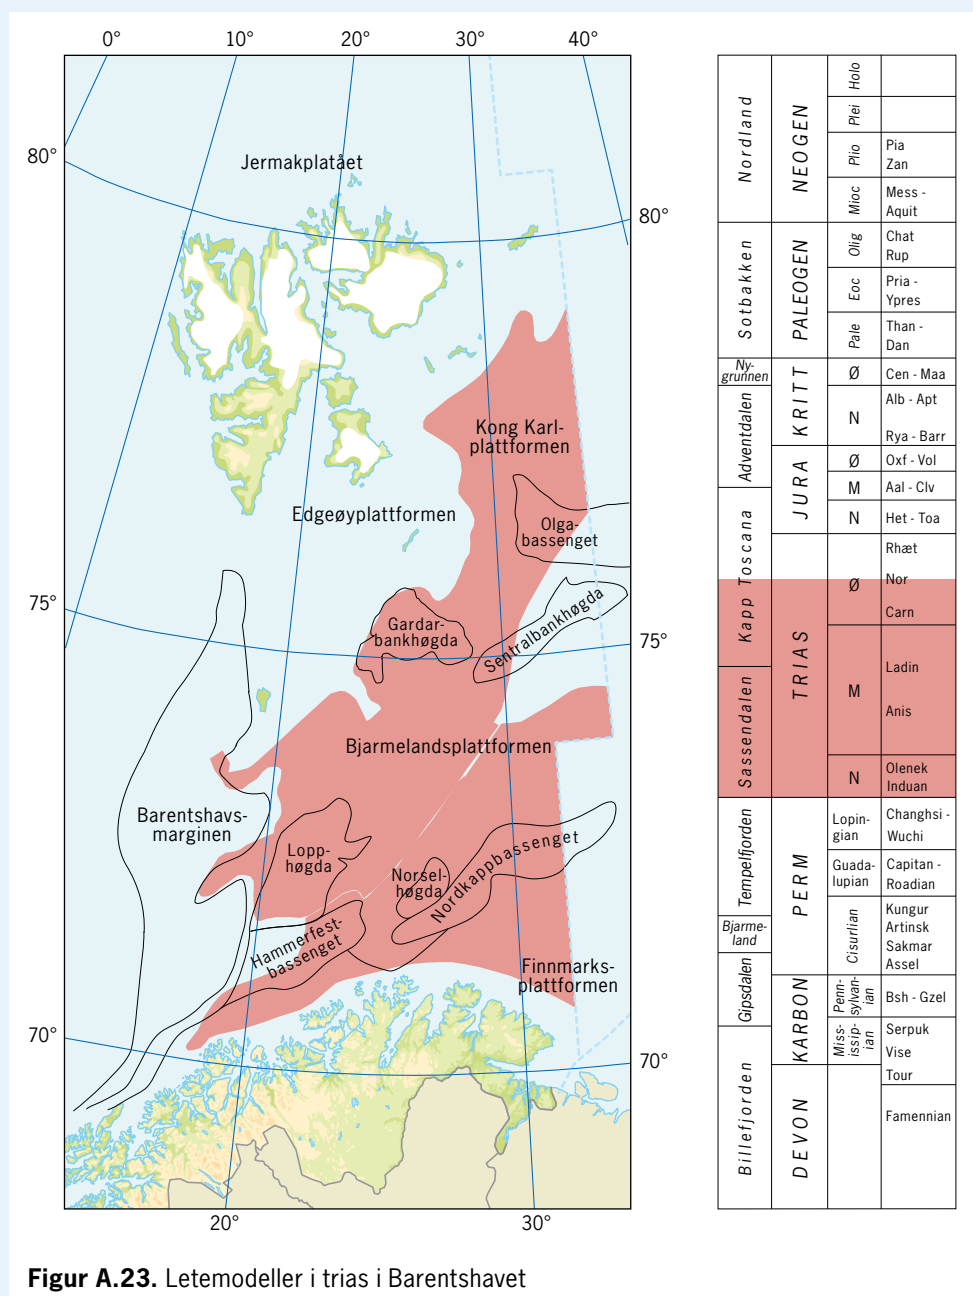 0°
10°
20°
30°
40°
80°
Jermakplatået
80°
Kong Karl-
plattformen
Edgeøyplattformen
Olga-
bassenget
75°
Gardar-
bankhøgda
Sentralbankhøgda
75°
Bjarmelandsplattformen
Barentshavs-
marginen
Lopp-
høgda
Norsel-
høgda
Nordkappbassenget
Hammerfest-
bassenget
Finnmarks-
plattformen
70°
70°
20°
30°
Nordland
Sotbakken
Ny-
grunnen
Adventdalen
Kapp Toscana
Sassendalen
Tempelfjorden
Bjarme-
land
Gipsdalen
Billefjorden
NEOGEN
PALEOGEN
KRITT
JURA
TRIAS
PERM
KARBON
DEVON
Holo
Plei
Plio
Mioc
Olig
Eoc
Pale
Ø
N
Ø
M
N
Ø
M
N
Lopin-
gian
Guada-
lupian
Cisurlian
Penn-
sylvan-
ian
Miss-
issip-
ian
Pia
Zan
Mess -
Aquit
Chat
Rup
Pria -
Ypres
Than -
Dan
Cen - Maa
Alb - Apt
Rya - Barr
Oxf - Vol
Aal - Clv
Het - Toa
Rhæt
Nor
Carn
Ladin
Anis
Olenek
Induan
Changhsi -
Wuchi
Capitan -
Roadian
Kungur
Artinsk
Sakmar
Assel
Bsh - Gzel
Serpuk
Vise
Tour
Famennian
Figur A.23. Letemodeller i trias i Barentshavet